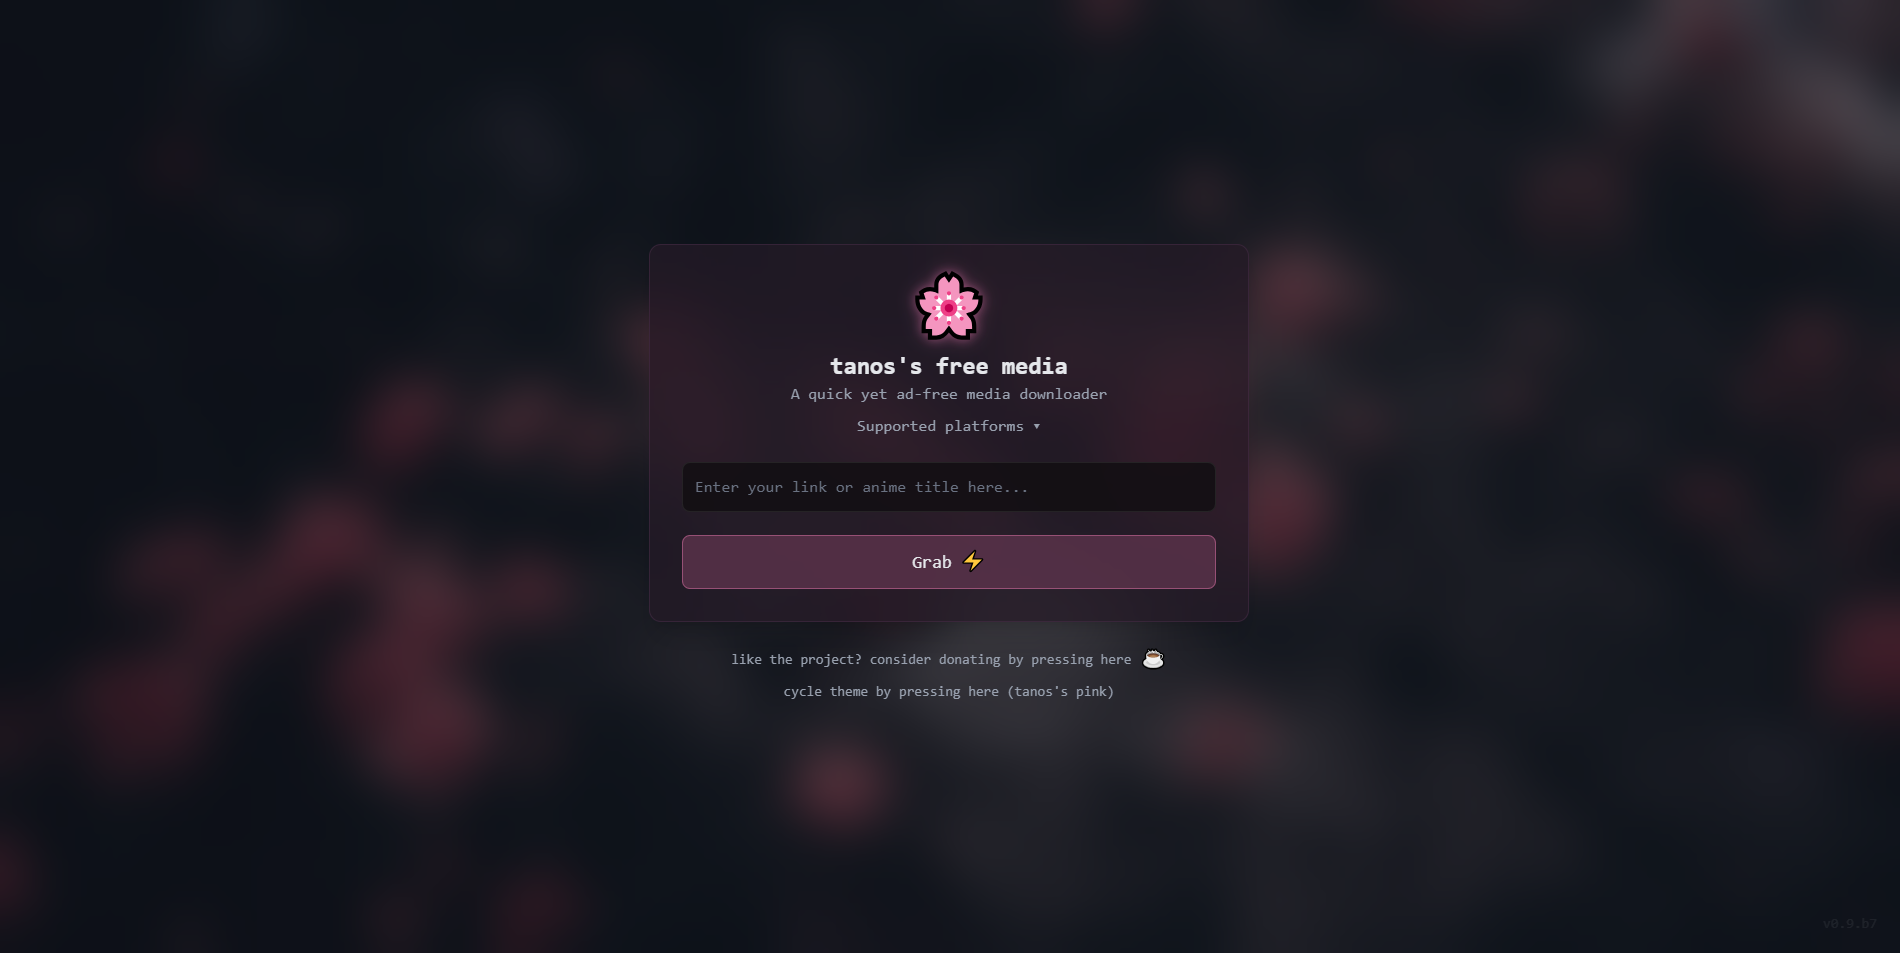 tanos's free media
A quick yet ad-free media downloader
Supported platforms ▾
Enter your link or anime title here...
Grab ⚡
like the project? consider donating by pressing here ☕
cycle theme by pressing here (tanos's pink)
v0.9.b7